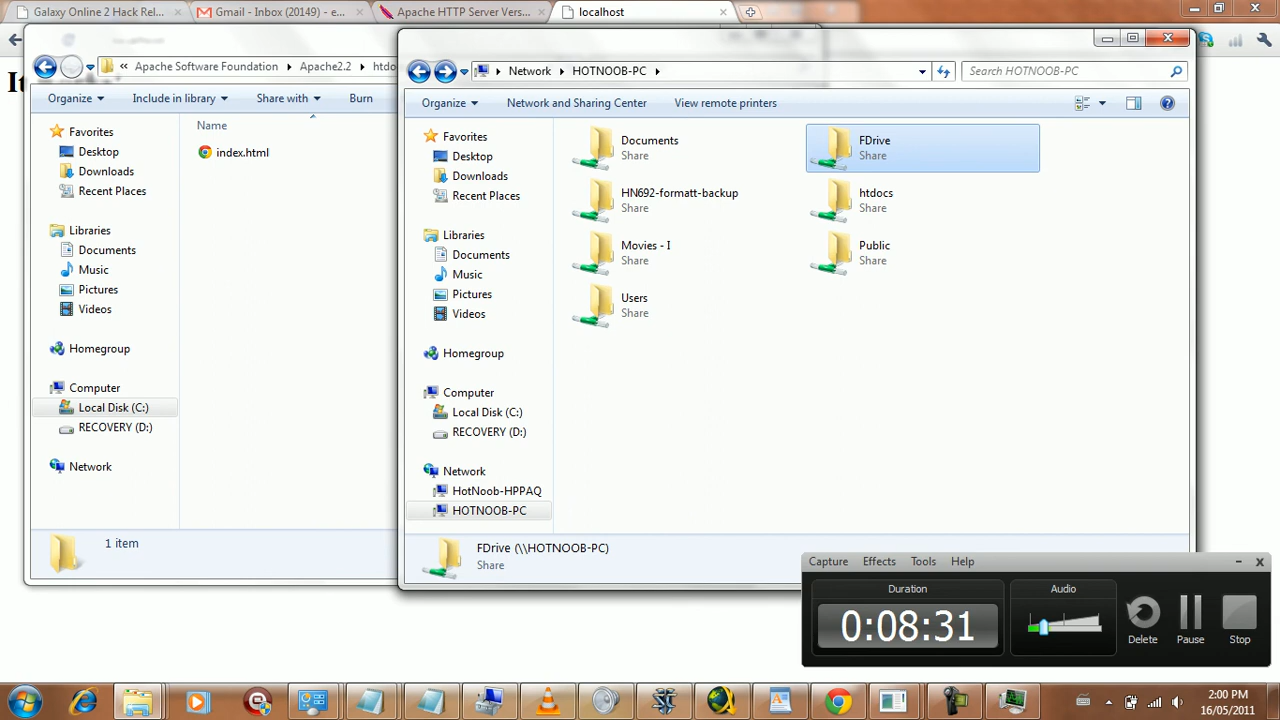 Galaxy Online 2 Hack Rel...
Gmail - Inbox (20149) - e...
Apache HTTP Server Vers...
localhost
Apache Software Foundation
Apache2.2
htdo
Organize
Include in library
Share with
Burn
Name
index.html
Favorites
Desktop
Downloads
Recent Places
Libraries
Documents
Music
Pictures
Videos
Homegroup
Computer
Local Disk (C:)
RECOVERY (D:)
Network
1 item
Network
HOTNOOB-PC
Search HOTNOOB-PC
Organize
Network and Sharing Center
View remote printers
Favorites
Desktop
Downloads
Recent Places
Libraries
Documents
Music
Pictures
Videos
Homegroup
Computer
Local Disk (C:)
RECOVERY (D:)
Network
HotNoob-HPPAQ
HOTNOOB-PC
Documents
Share
FDrive
Share
HN692-formatt-backup
Share
htdocs
Share
Movies - I
Share
Public
Share
Users
Share
FDrive (\\HOTNOOB-PC)
Share
Capture
Effects
Tools
Help
Duration
0:08:31
Audio
Delete
Pause
Stop
2:00 PM
16/05/2011